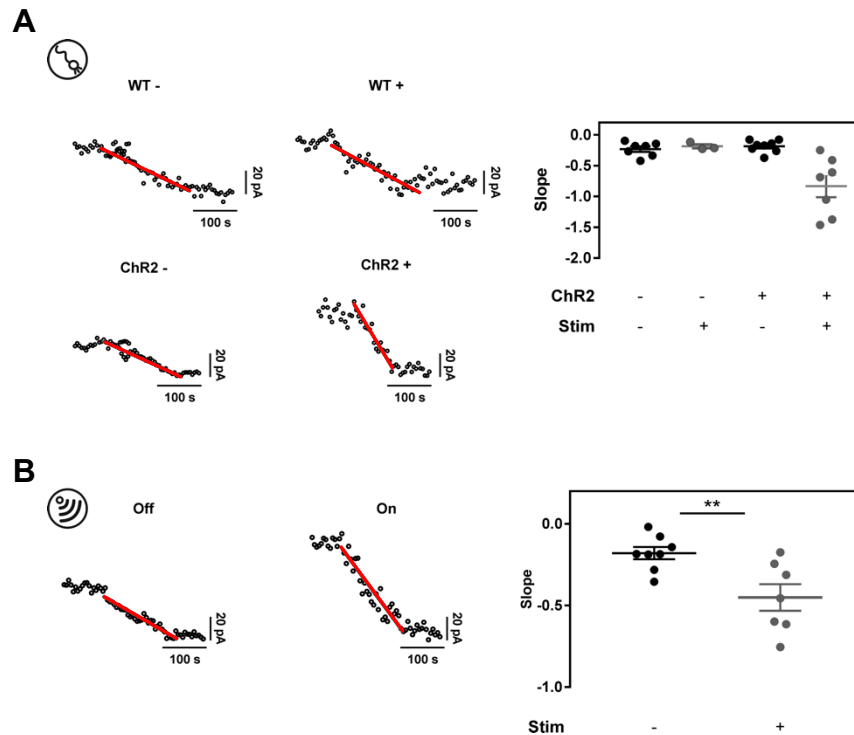 A
WT -
WT +
20 pA
100 s
20 pA
100 s
ChR2 -
ChR2 +
20 pA
100 s
20 pA
100 s
Slope
0.0
-0.5
-1.0
-1.5
-2.0
ChR2 - - + +
Stim - + - +
B
Off
On
20 pA
100 s
20 pA
100 s
**
Slope
0.0
-0.5
-1.0
Stim - +